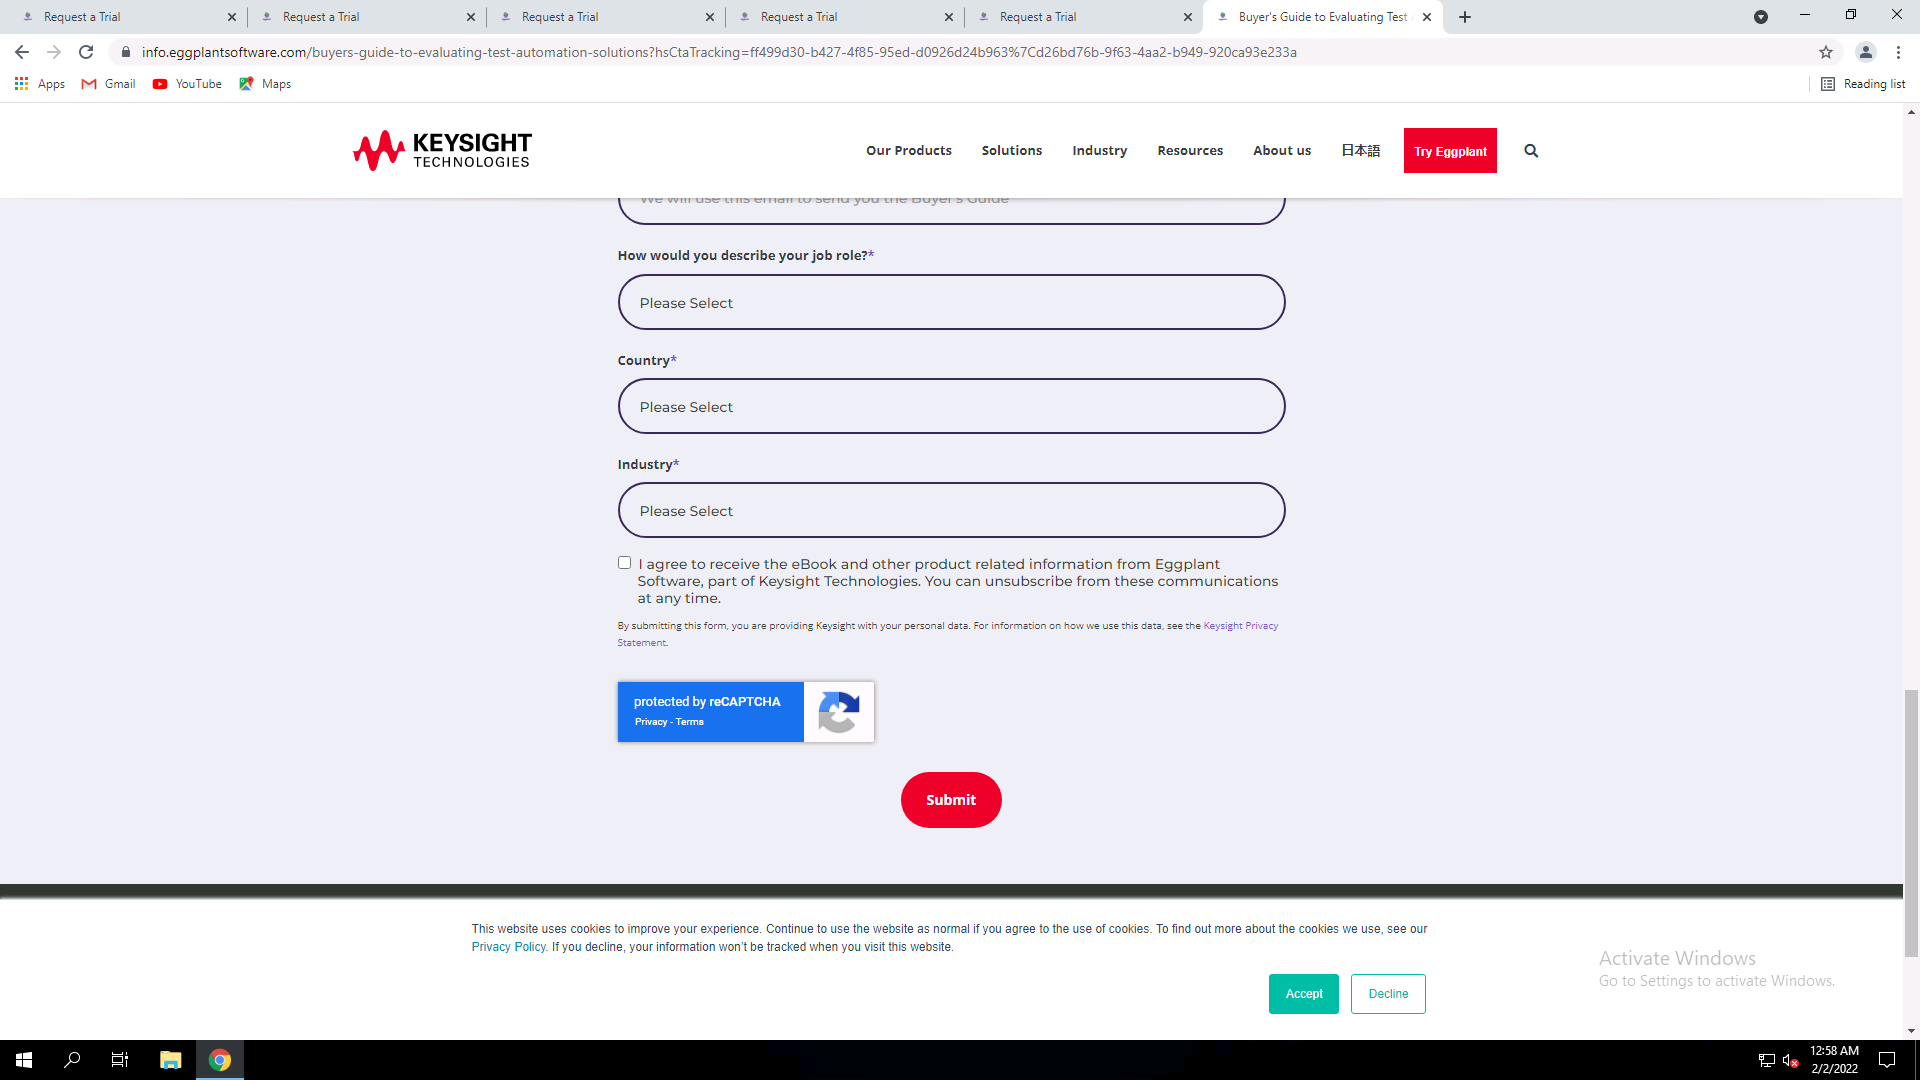 Request a Trial
Request a Trial
Request a Trial
Request a Trial
Request a Trial
Buyer's Guide to Evaluating Test
info.eggplantsoftware.com/buyers-guide-to-evaluating-test-automation-solutions?hsCtaTracking=ff499d30-b427-4f85-95ed-d0926d24b963%7Cd26bd76b-9f63-4aa2-b949-920ca93e233a
Apps
Gmail
YouTube
Maps
Reading list
KEYSIGHT
TECHNOLOGIES
Our Products
Solutions
Industry
Resources
About us
日本語
Try Eggplant
We will use this email to send you the Buyer's Guide
How would you describe your job role?*
Please Select
Country*
Please Select
Industry*
Please Select
I agree to receive the eBook and other product related information from Eggplant
Software, part of Keysight Technologies. You can unsubscribe from these communications
at any time.
By submitting this form, you are providing Keysight with your personal data. For information on how we use this data, see the Keysight Privacy
Statement.
protected by reCAPTCHA
Privacy - Terms
Submit
This website uses cookies to improve your experience. Continue to use the website as normal if you agree to the use of cookies. To find out more about the cookies we use, see our
Privacy Policy. If you decline, your information won't be tracked when you visit this website.
Accept
Decline
Activate Windows
Go to Settings to activate Windows.
12:58 AM
2/2/2022